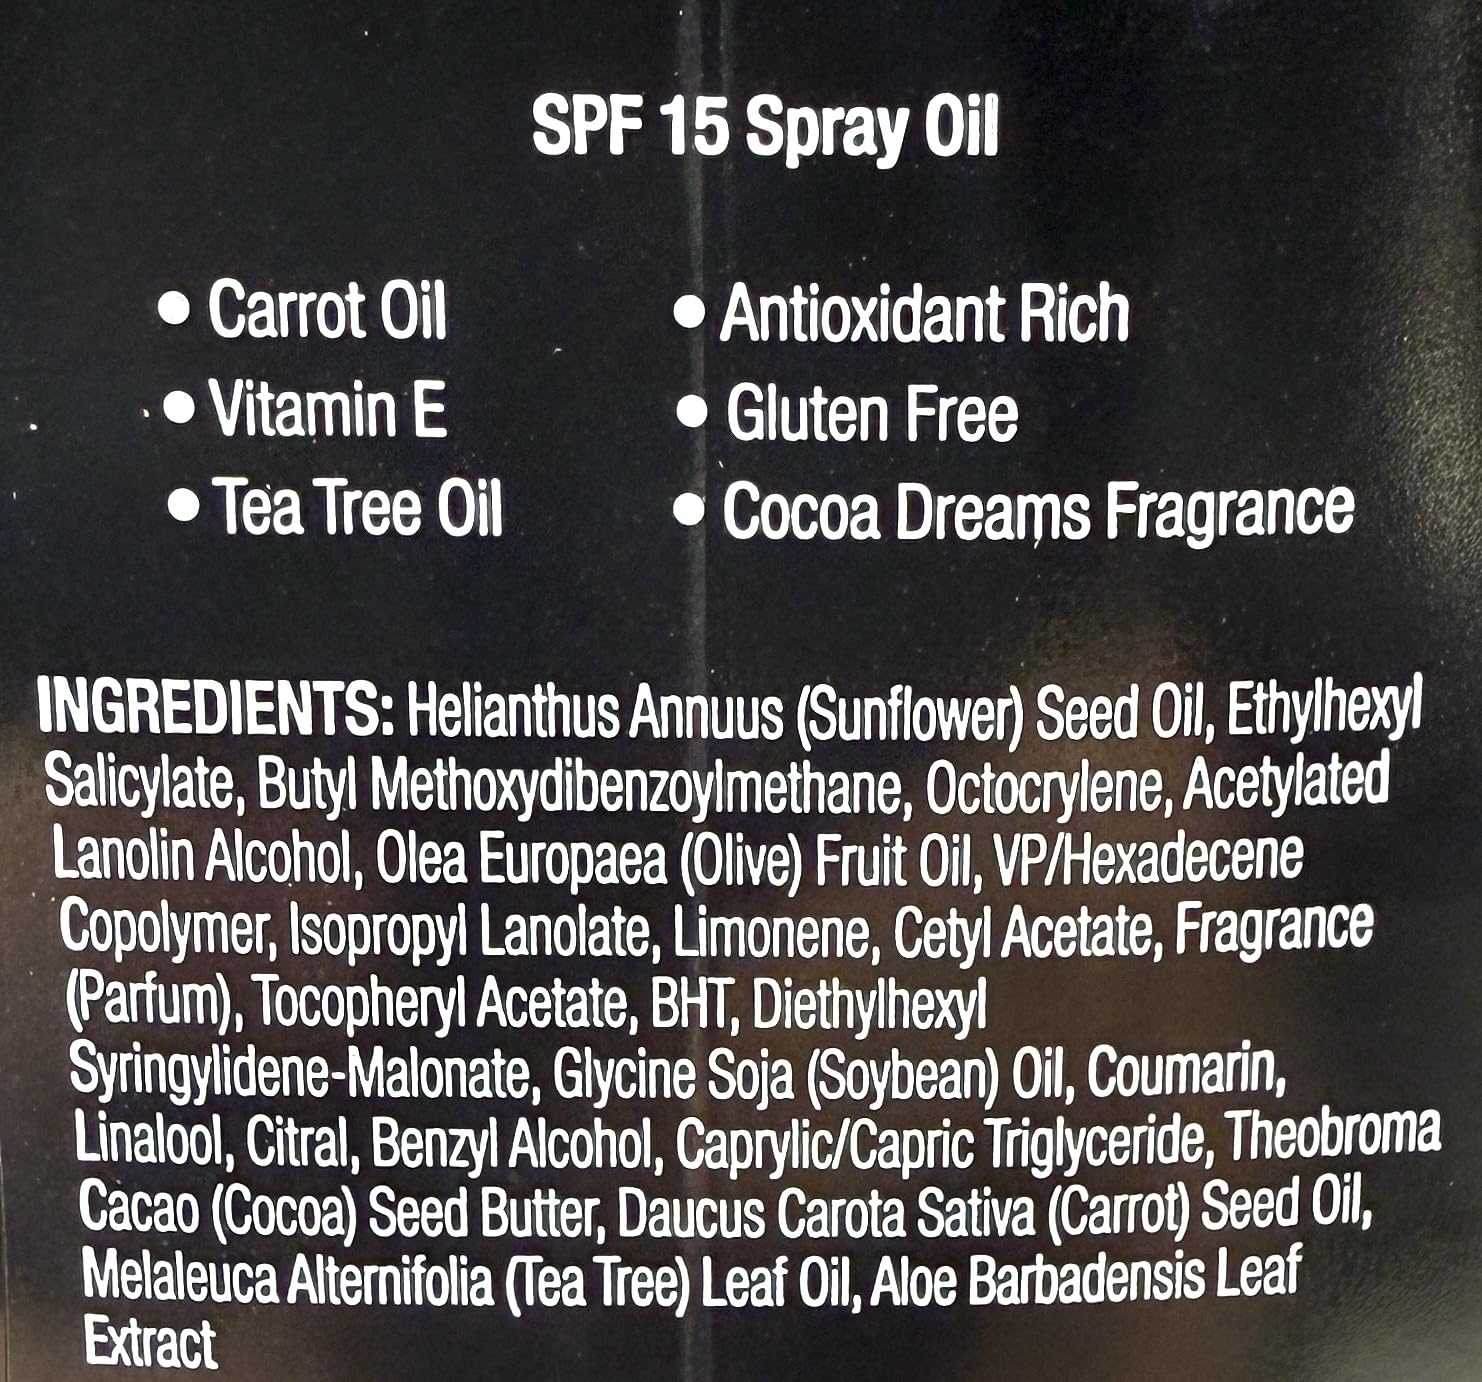 SPF 15 Spray Oil
• Carrot Oil
• Vitamin E
• Tea Tree Oil
• Antioxidant Rich
• Gluten Free
• Cocoa Dreams Fragrance
INGREDIENTS: Helianthus Annuus (Sunflower) Seed Oil, Ethylhexyl
Salicylate, Butyl Methoxydibenzoylmethane, Octocrylene, Acetylated
Lanolin Alcohol, Olea Europaea (Olive) Fruit Oil, VP/Hexadecene
Copolymer, Isopropyl Lanolate, Limonene, Cetyl Acetate, Fragrance
(Parfum), Tocopheryl Acetate, BHT, Diethylhexyl
Syringylidene-Malonate, Glycine Soja (Soybean) Oil, Coumarin,
Linalool, Citral, Benzyl Alcohol, Caprylic/Capric Triglyceride, Theobroma
Cacao (Cocoa) Seed Butter, Daucus Carota Sativa (Carrot) Seed Oil,
Melaleuca Alternifolia (Tea Tree) Leaf Oil, Aloe Barbadensis Leaf
Extract